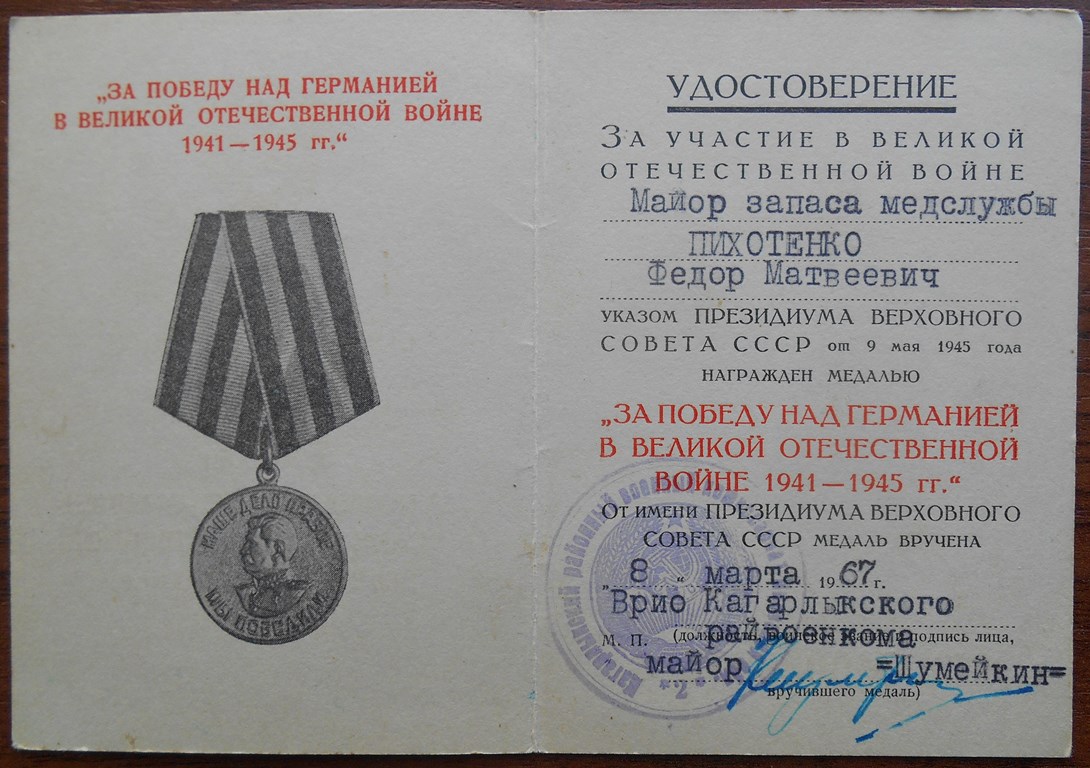 „ЗА ПОБЕДУ НАД ГЕРМАНИЕЙ
В ВЕЛИКОЙ ОТЕЧЕСТВЕННОЙ ВОЙНЕ
1941 — 1945 гг.“
НАШЕ ДЕЛО ПРАВОЕ
МЫ ПОБЕДИЛИ
УДОСТОВЕРЕНИЕ
ЗА УЧАСТИЕ В ВЕЛИКОЙ
ОТЕЧЕСТВЕННОЙ ВОЙНЕ
Майор запаса медслужбы
ПИХОТЕНКО
Федор Матвеевич
УКАЗОМ ПРЕЗИДИУМА ВЕРХОВНОГО
СОВЕТА СССР от 9 мая 1945 года
НАГРАЖДЕН МЕДАЛЬЮ
„ЗА ПОБЕДУ НАД ГЕРМАНИЕЙ
В ВЕЛИКОЙ ОТЕЧЕСТВЕННОЙ
ВОЙНЕ 1941 — 1945 гг.“
ОТ ИМЕНИ ПРЕЗИДИУМА ВЕРХОВНОГО
СОВЕТА СССР МЕДАЛЬ ВРУЧЕНА
„8“ марта 1967 г.
Врио Кагарлыкского
райвоенкома
М. П. (должность, воинское звание и подпись лица,
майор =Шумейкин=
вручившего медаль)
районный военный